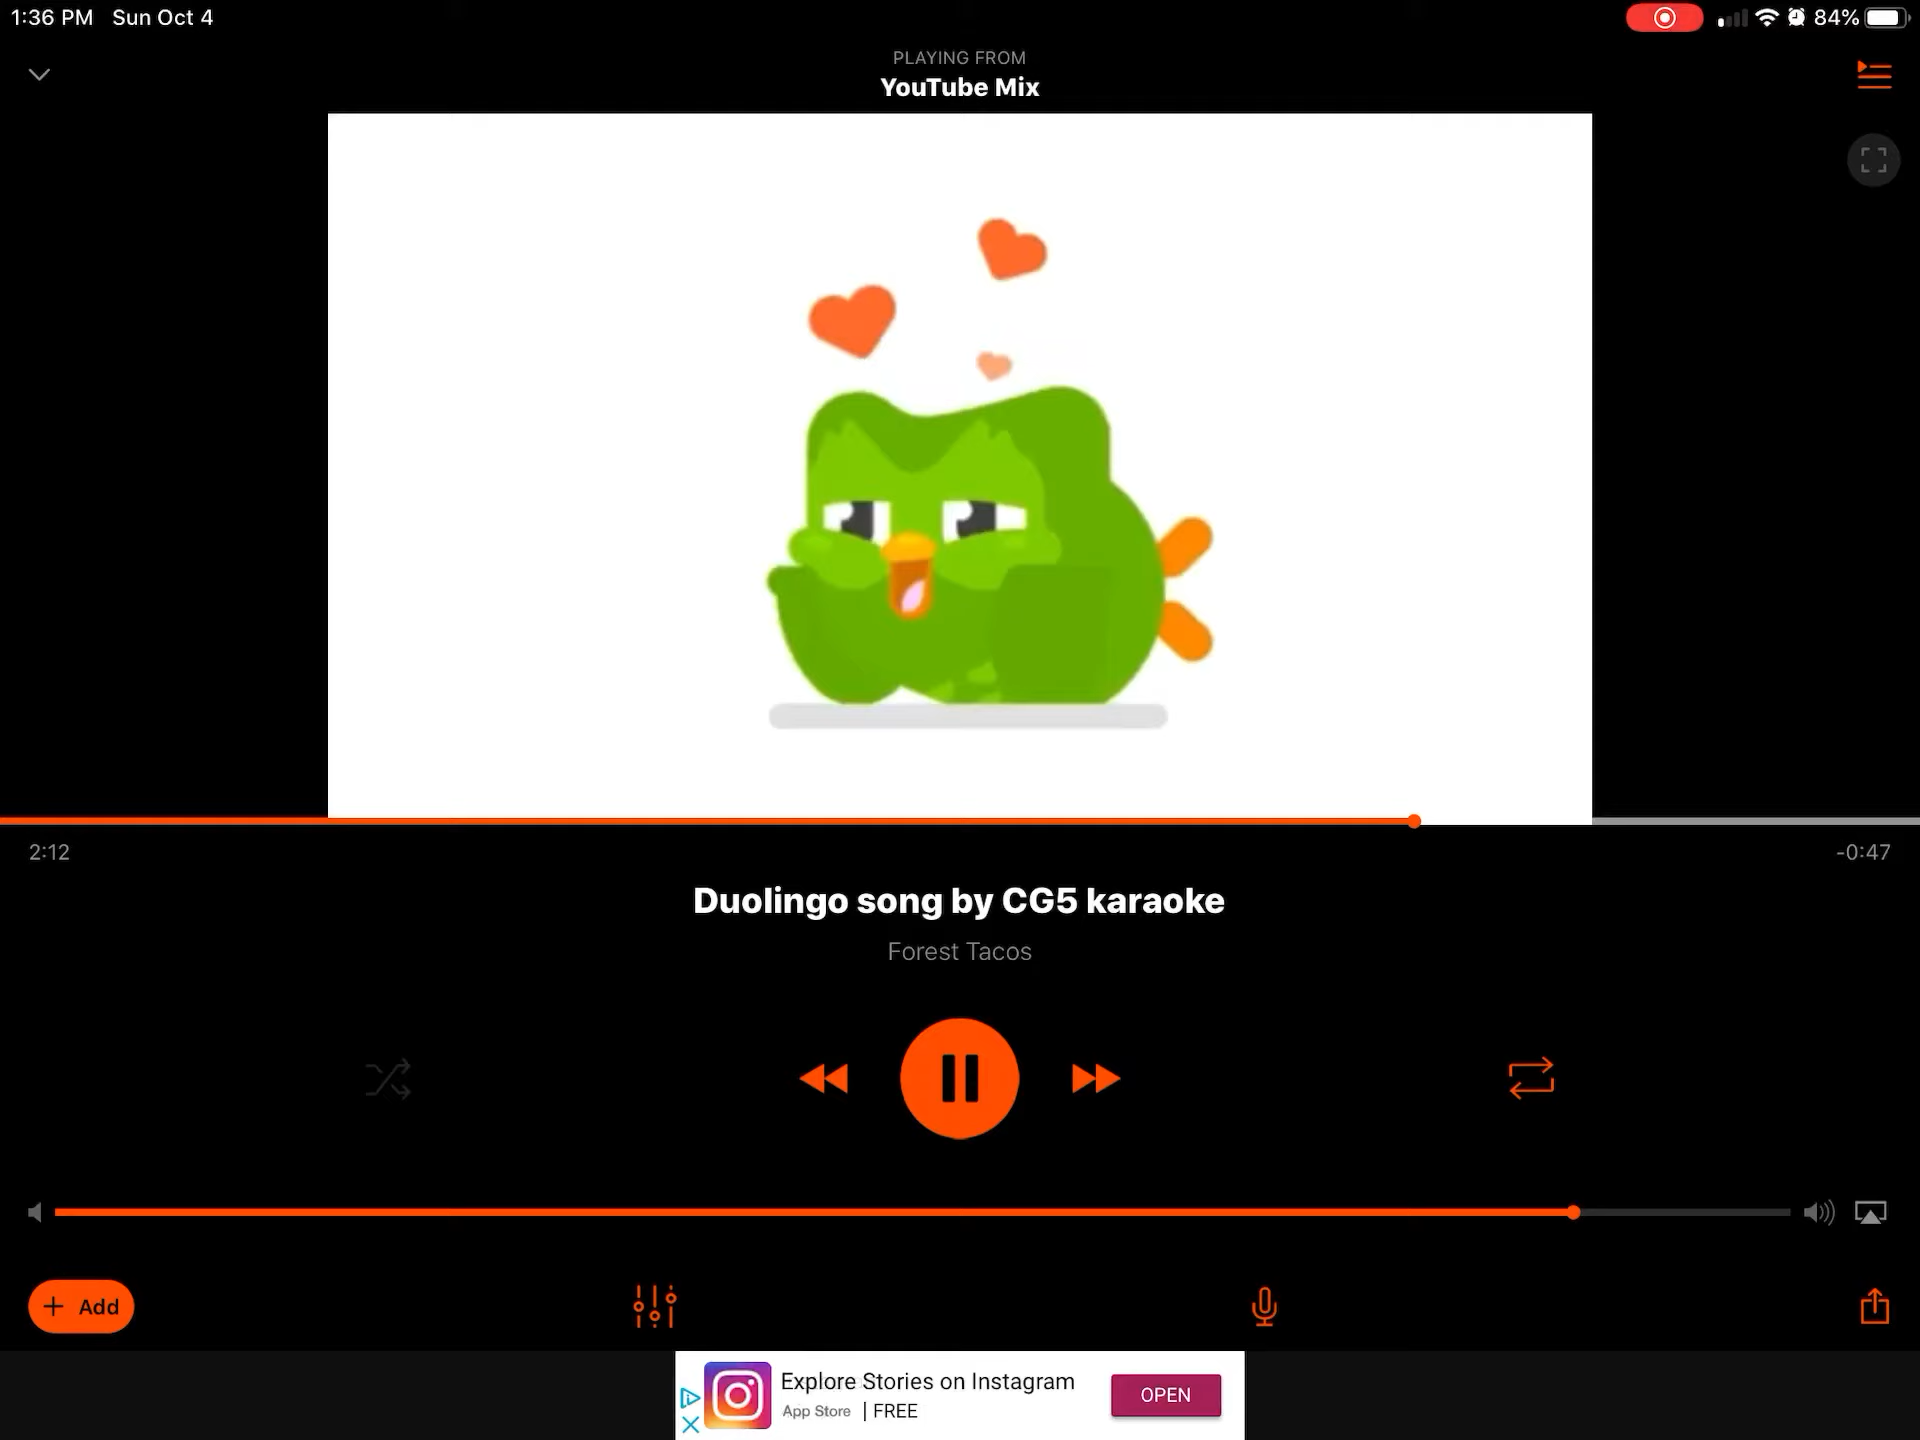 1:36 PM Sun Oct 4
84%
PLAYING FROM
YouTube Mix
2:12
-0:47
Duolingo song by CG5 karaoke
Forest Tacos
+ Add
Explore Stories on Instagram
App Store | FREE
OPEN